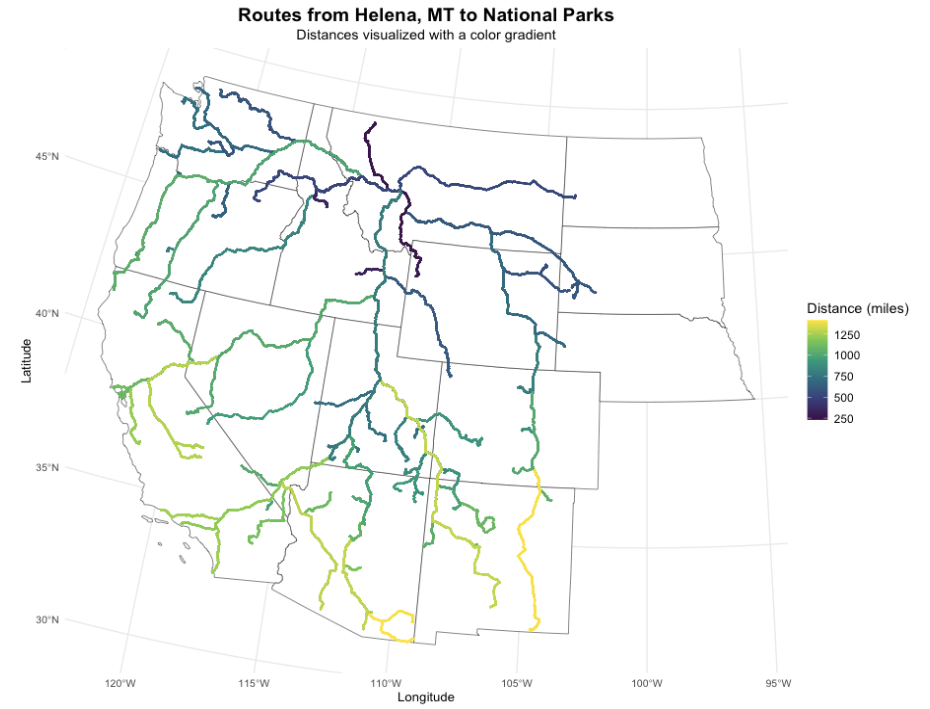 Routes from Helena, MT to National Parks
Distances visualized with a color gradient
45°N
40°N
35°N
30°N
Latitude
120°W
115°W
110°W
105°W
100°W
95°W
Longitude
Distance (miles)
1250
1000
750
500
250